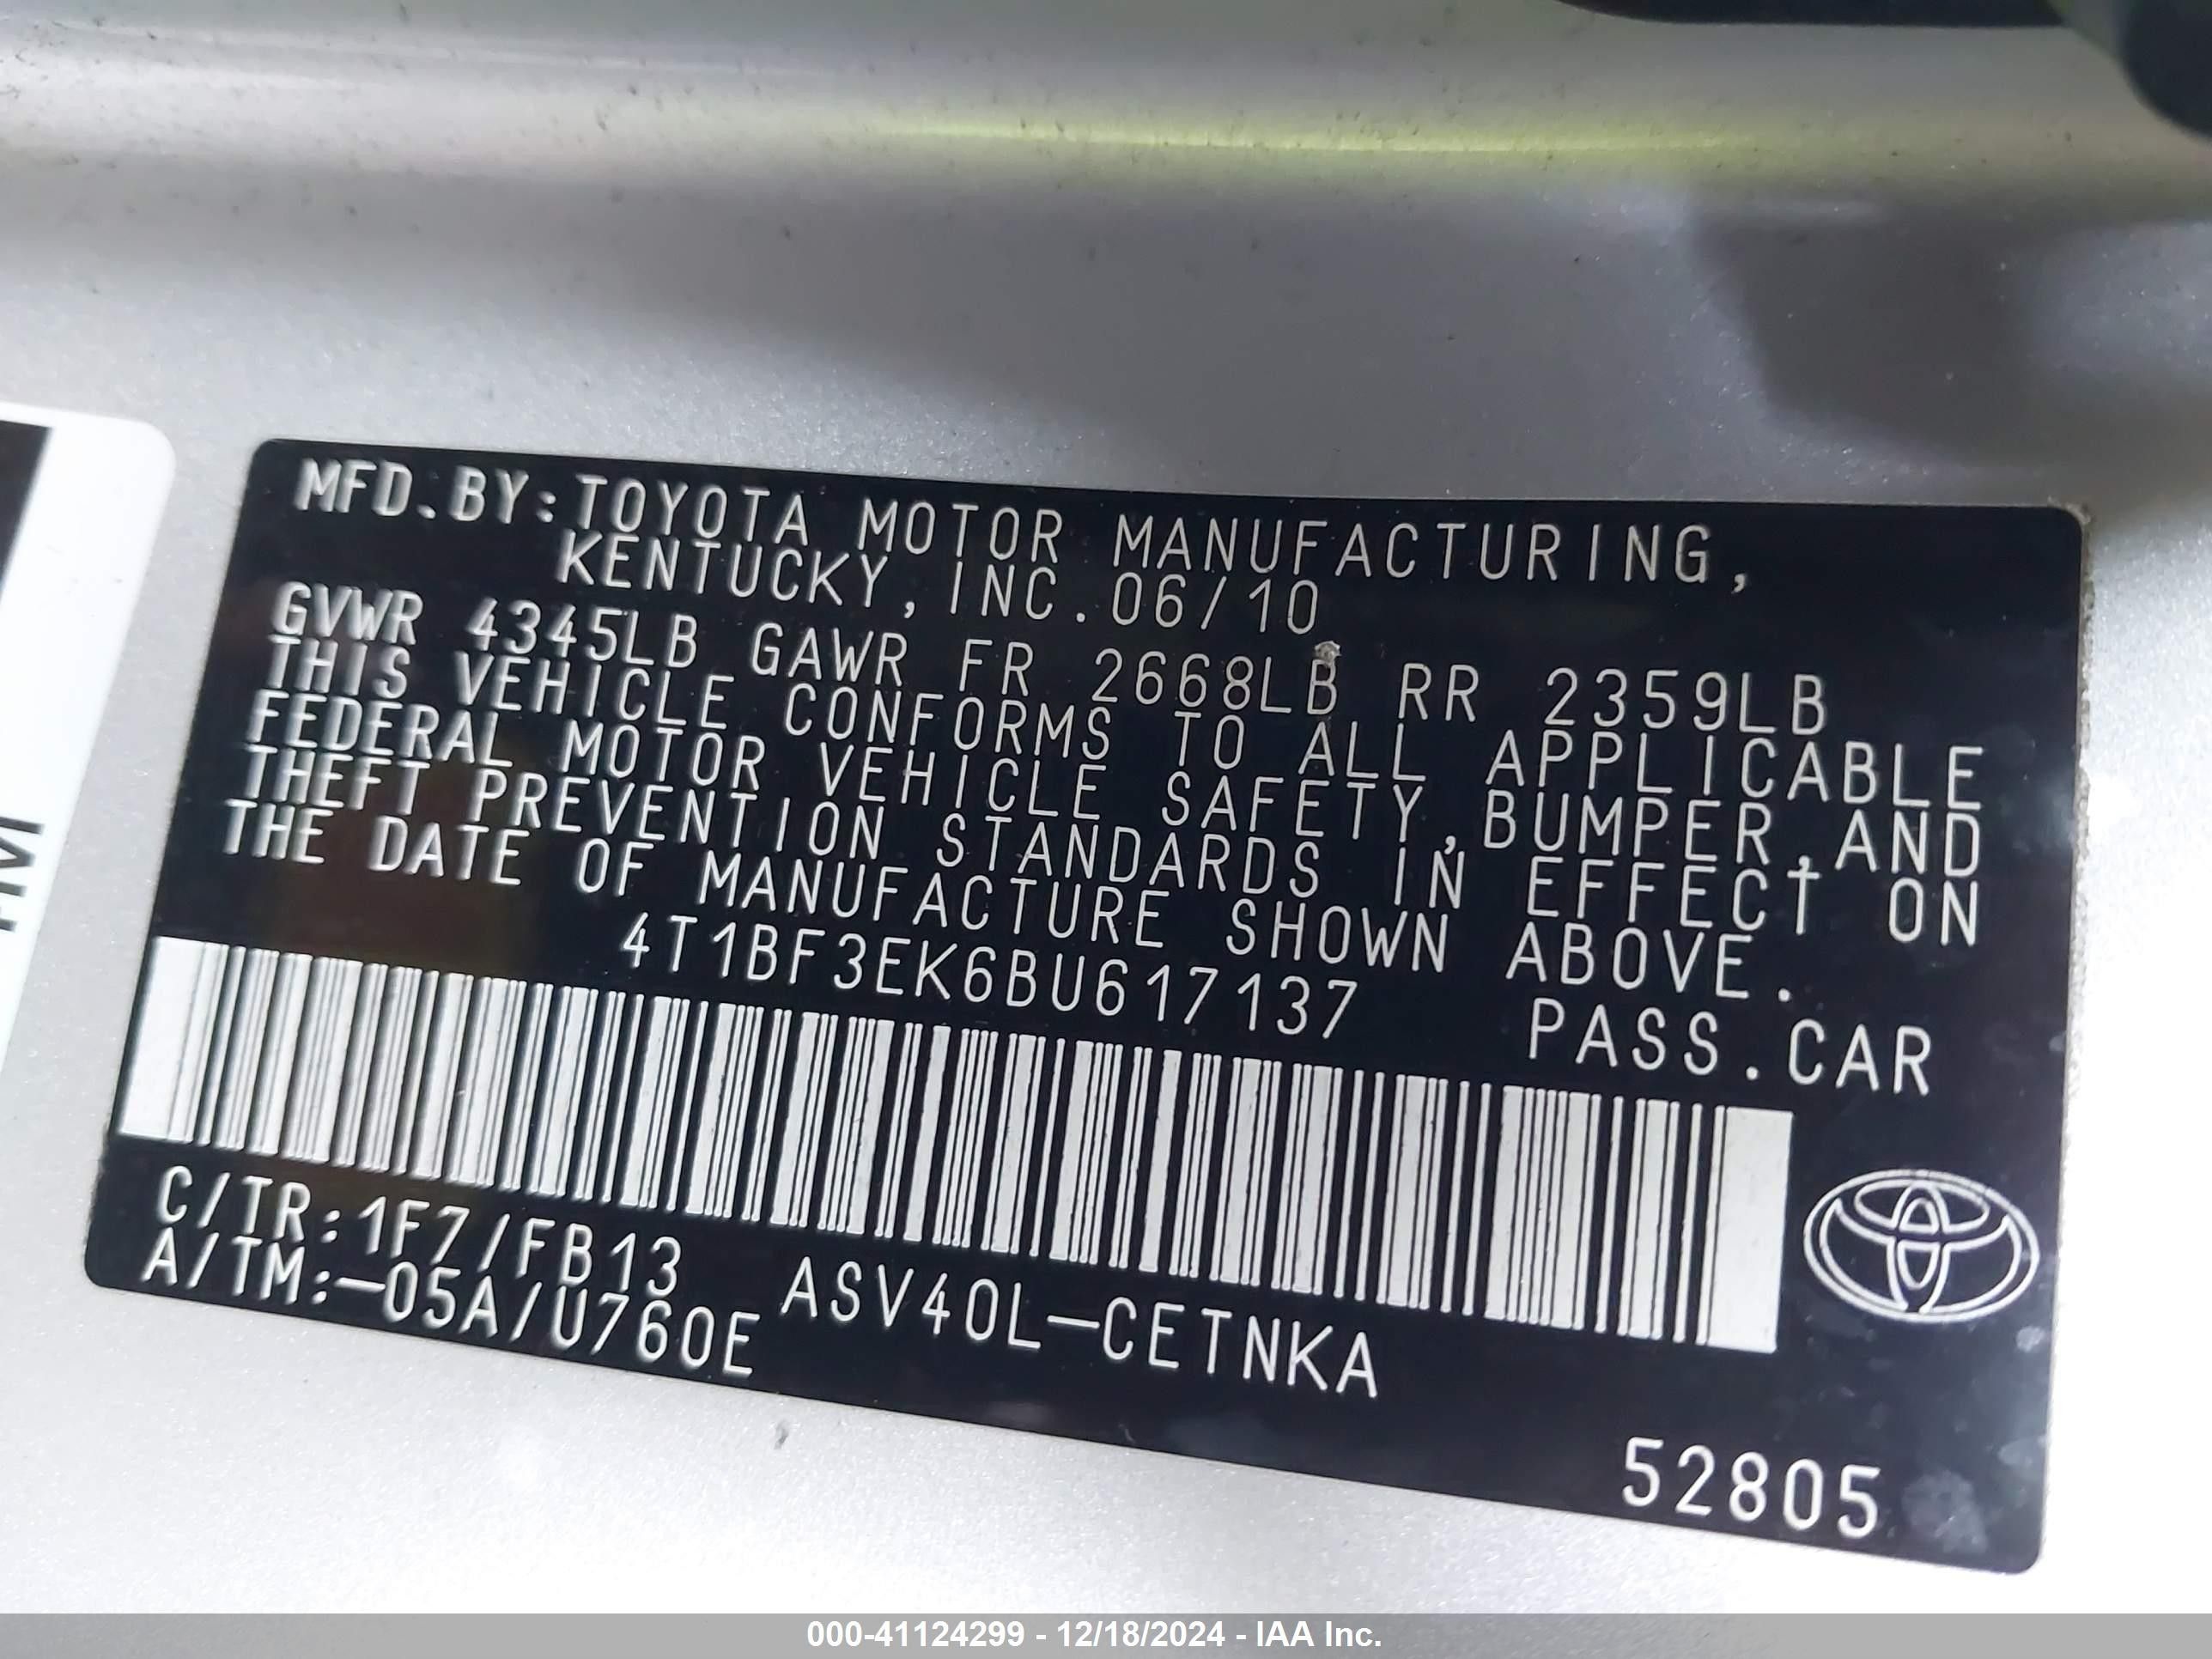 MFD.BY:TOYOTA MOTOR MANUFACTURING,
KENTUCKY,INC.06/10
GVWR 4345LB GAWR FR 2668LB RR 2359LB
THIS VEHICLE CONFORMS TO ALL APPLICABLE
FEDERAL MOTOR VEHICLE SAFETY,BUMPER,AND
THEFT PREVENTION STANDARDS IN EFFECT ON
THE DATE OF MANUFACTURE SHOWN ABOVE.
4T1BF3EK6BU617137 PASS.CAR
C/TR:1F7/FB13 ASV40L-CETNKA
A/TM:-05A/U760E
52805
000-41124299 - 12/18/2024 - IAA Inc.